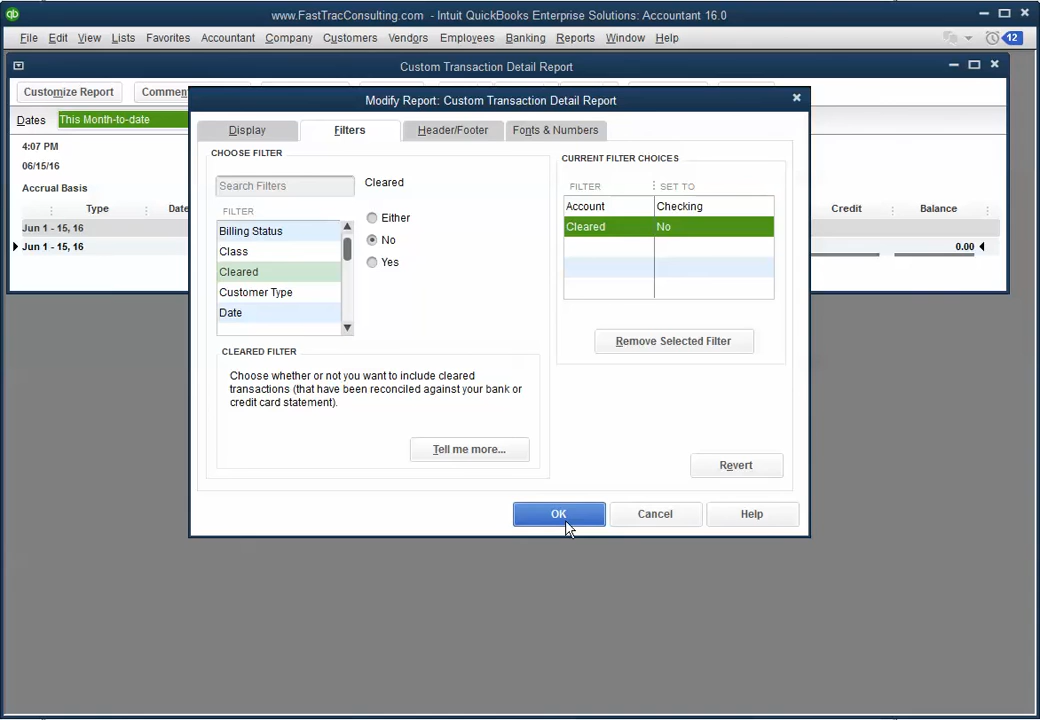 qb www.FastTracConsulting.com - Intuit QuickBooks Enterprise Solutions: Accountant 16.0
File Edit View Lists Favorites Accountant Company Customers Vendors Employees Banking Reports Window Help 12
Custom Transaction Detail Report
Customize Report Commen
Modify Report: Custom Transaction Detail Report
Dates This Month-to-date
Display Filters Header/Footer Fonts & Numbers
4:07 PM
06/15/16
Accrual Basis
Type Date
Credit Balance
Jun 1 - 15, 16
Jun 1 - 15, 16 0.00
CHOOSE FILTER
Search Filters
FILTER
Billing Status
Class
Cleared
Customer Type
Date
Cleared
Either
No
Yes
CLEARED FILTER
Choose whether or not you want to include cleared
transactions (that have been reconciled against your bank or
credit card statement).
Tell me more...
CURRENT FILTER CHOICES
FILTER SET TO
Account Checking
Cleared No
Remove Selected Filter
Revert
OK Cancel Help